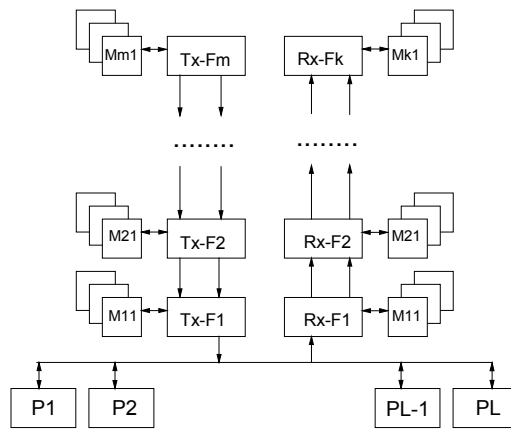 Mm1 Tx-Fm Rx-Fk Mk1
........ ........
M21 Tx-F2 Rx-F2 M21
M11 Tx-F1 Rx-F1 M11
P1 P2 PL-1 PL